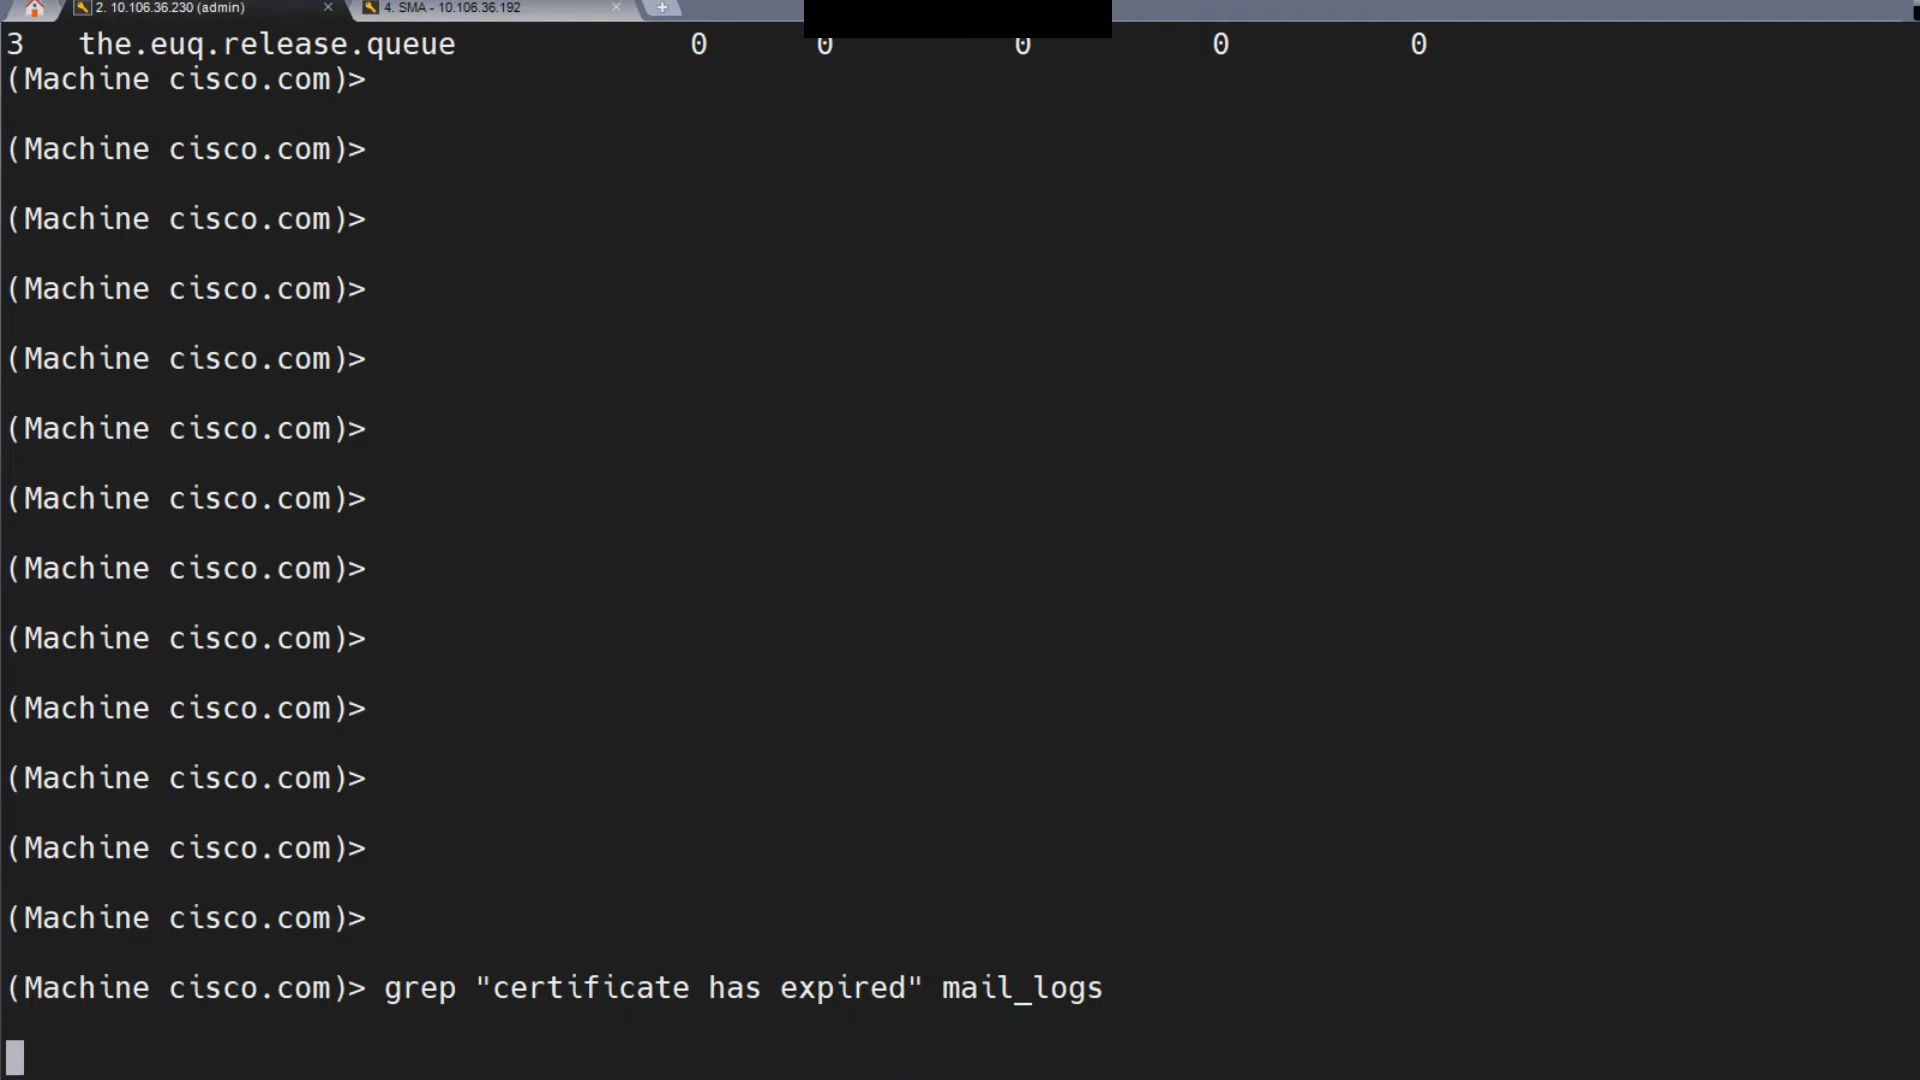 2. 10.106.36.230 (admin) 4. SMA - 10.106.36.192
3 the.euq.release.queue 0 0 0 0 0
(Machine cisco.com)>
(Machine cisco.com)>
(Machine cisco.com)>
(Machine cisco.com)>
(Machine cisco.com)>
(Machine cisco.com)>
(Machine cisco.com)>
(Machine cisco.com)>
(Machine cisco.com)>
(Machine cisco.com)>
(Machine cisco.com)>
(Machine cisco.com)>
(Machine cisco.com)>
(Machine cisco.com)> grep "certificate has expired" mail_logs